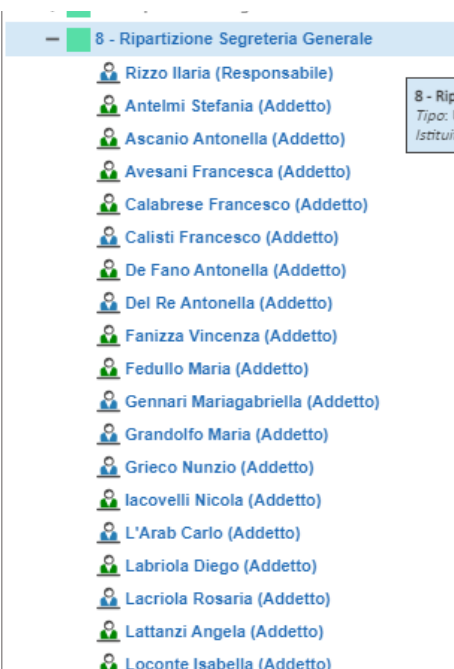 8 - Ripartizione Segreteria Generale
Rizzo Ilaria (Responsabile)
8 - Rip
Antelmi Stefania (Addetto)
Tipo:
Istitui
Ascanio Antonella (Addetto)
Avesani Francesca (Addetto)
Calabrese Francesco (Addetto)
Calisti Francesco (Addetto)
De Fano Antonella (Addetto)
Del Re Antonella (Addetto)
Fanizza Vincenza (Addetto)
Fedullo Maria (Addetto)
Gennari Mariagabriella (Addetto)
Grandolfo Maria (Addetto)
Grieco Nunzio (Addetto)
Iacovelli Nicola (Addetto)
L'Arab Carlo (Addetto)
Labriola Diego (Addetto)
Lacriola Rosaria (Addetto)
Lattanzi Angela (Addetto)
Loconte Isabella (Addetto)